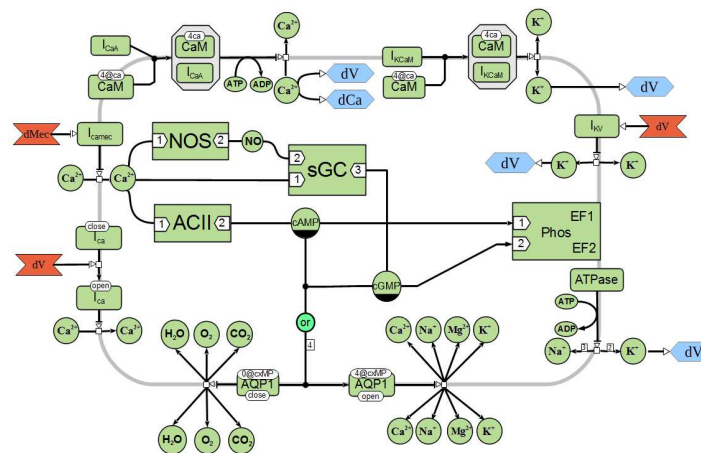 Ca²⁺
K⁺
I_CaA
4ca
CaM
I_CaA
4@ca
CaM
ATP
ADP
Ca²⁺
dV
dCa
I_KCaM
4@ca
CaM
4ca
CaM
I_KCaM
K⁺
dV
dMec
I_camec
Ca²⁺
Ca²⁺
1
NOS
2
NO
2
1
sGC
3
1
ACII
2
cAMP
cGMP
1
2
Phos
EF1
EF2
I_KV
dV
dV
K⁺
K⁺
close
I_ca
dV
open
I_ca
Ca²⁺
Ca²⁺
ATPase
ATP
ADP
Na⁺
3
2
K⁺
dV
or
4
H₂O
O₂
CO₂
0@cxMP
AQP1
close
4@cxMP
AQP1
open
Ca²⁺
Na⁺
Mg²⁺
K⁺
H₂O
O₂
CO₂
Ca²⁺
Na⁺
Mg²⁺
K⁺